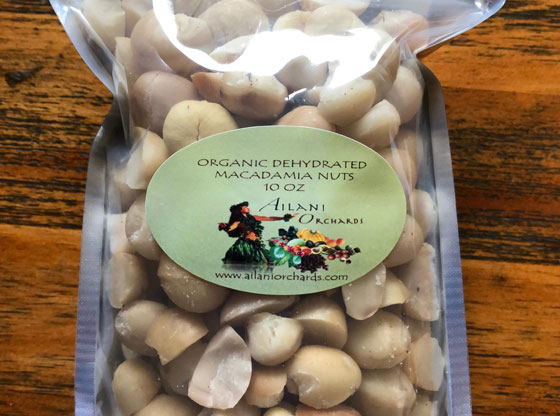 ORGANIC DEHYDRATED
MACADAMIA NUTS
10 OZ
AILANI
ORCHARDS
www.ailaniorchards.com